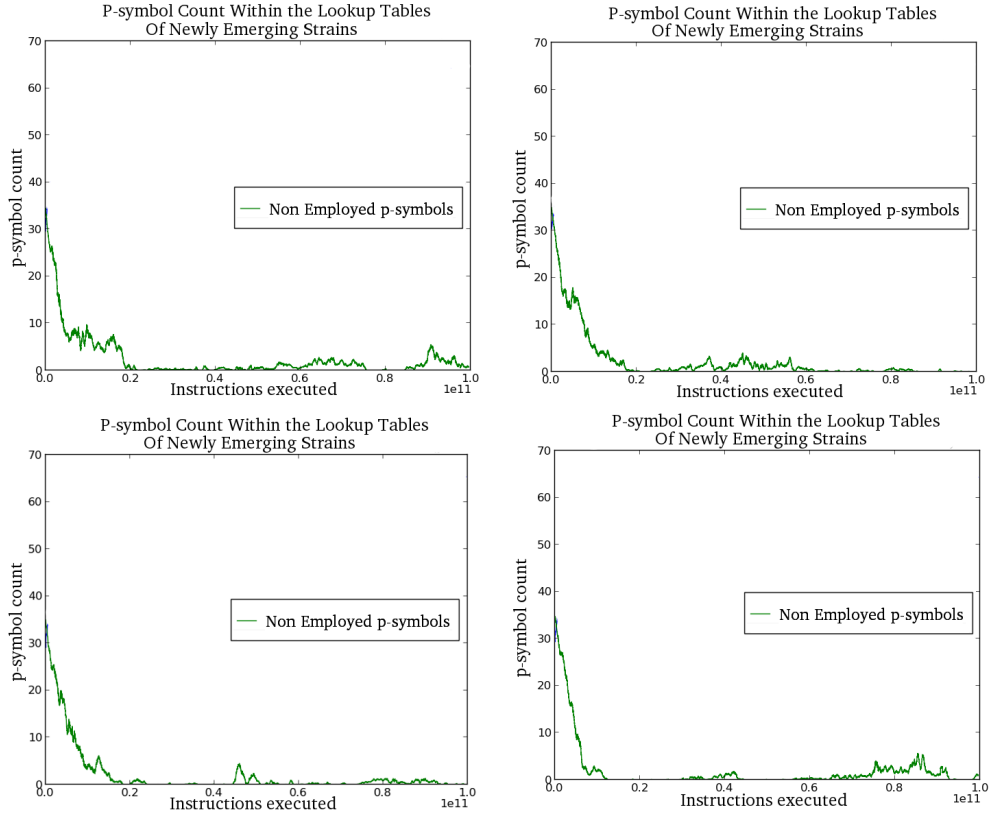 P-symbol Count Within the Lookup Tables
Of Newly Emerging Strains
70
60
50
40
30
20
10
0
p-symbol count
Non Employed p-symbols
0.0 0.2 0.4 0.6 0.8 1.0
Instructions executed
1e11
P-symbol Count Within the Lookup Tables
Of Newly Emerging Strains
70
60
50
40
30
20
10
0
p-symbol count
Non Employed p-symbols
0.0 0.2 0.4 0.6 0.8 1.0
Instructions executed
1e11
P-symbol Count Within the Lookup Tables
Of Newly Emerging Strains
70
60
50
40
30
20
10
0
p-symbol count
Non Employed p-symbols
0.0 0.2 0.4 0.6 0.8 1.0
Instructions executed
1e11
P-symbol Count Within the Lookup Tables
Of Newly Emerging Strains
70
60
50
40
30
20
10
0
p-symbol count
Non Employed p-symbols
0.0 0.2 0.4 0.6 0.8 1.0
Instructions executed
1e11